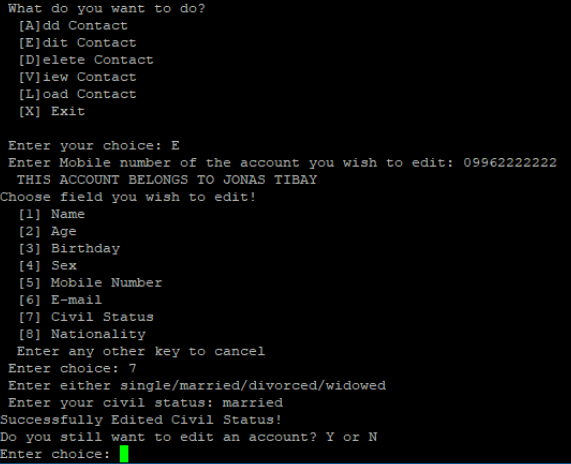 What do you want to do?
[A]dd Contact
[E]dit Contact
[D]elete Contact
[V]iew Contact
[L]oad Contact
[X] Exit
Enter your choice: E
Enter Mobile number of the account you wish to edit: 09962222222
THIS ACCOUNT BELONGS TO JONAS TIBAY
Choose field you wish to edit!
[1] Name
[2] Age
[3] Birthday
[4] Sex
[5] Mobile Number
[6] E-mail
[7] Civil Status
[8] Nationality
Enter any other key to cancel
Enter choice: 7
Enter either single/married/divorced/widowed
Enter your civil status: married
Successfully Edited Civil Status!
Do you still want to edit an account? Y or N
Enter choice: